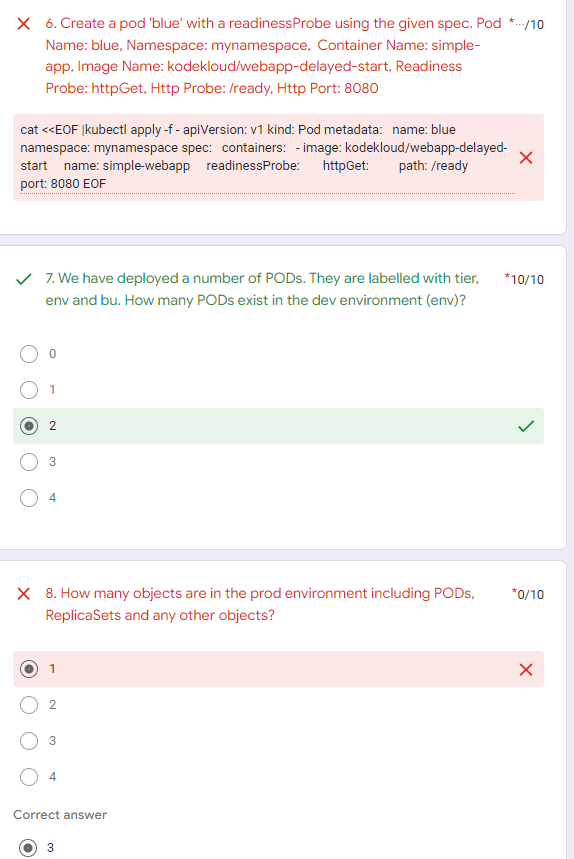 6. Create a pod 'blue' with a readinessProbe using the given spec. Pod *···/10
Name: blue, Namespace: mynamespace, Container Name: simple-
app, Image Name: kodekloud/webapp-delayed-start, Readiness
Probe: httpGet, Http Probe: /ready, Http Port: 8080
cat <<EOF |kubectl apply -f - apiVersion: v1 kind: Pod metadata: name: blue
namespace: mynamespace spec: containers: - image: kodekloud/webapp-delayed-
start name: simple-webapp readinessProbe: httpGet: path: /ready
port: 8080 EOF
7. We have deployed a number of PODs. They are labelled with tier, *10/10
env and bu. How many PODs exist in the dev environment (env)?
0
1
2
3
4
8. How many objects are in the prod environment including PODs, *0/10
ReplicaSets and any other objects?
1
2
3
4
Correct answer
3